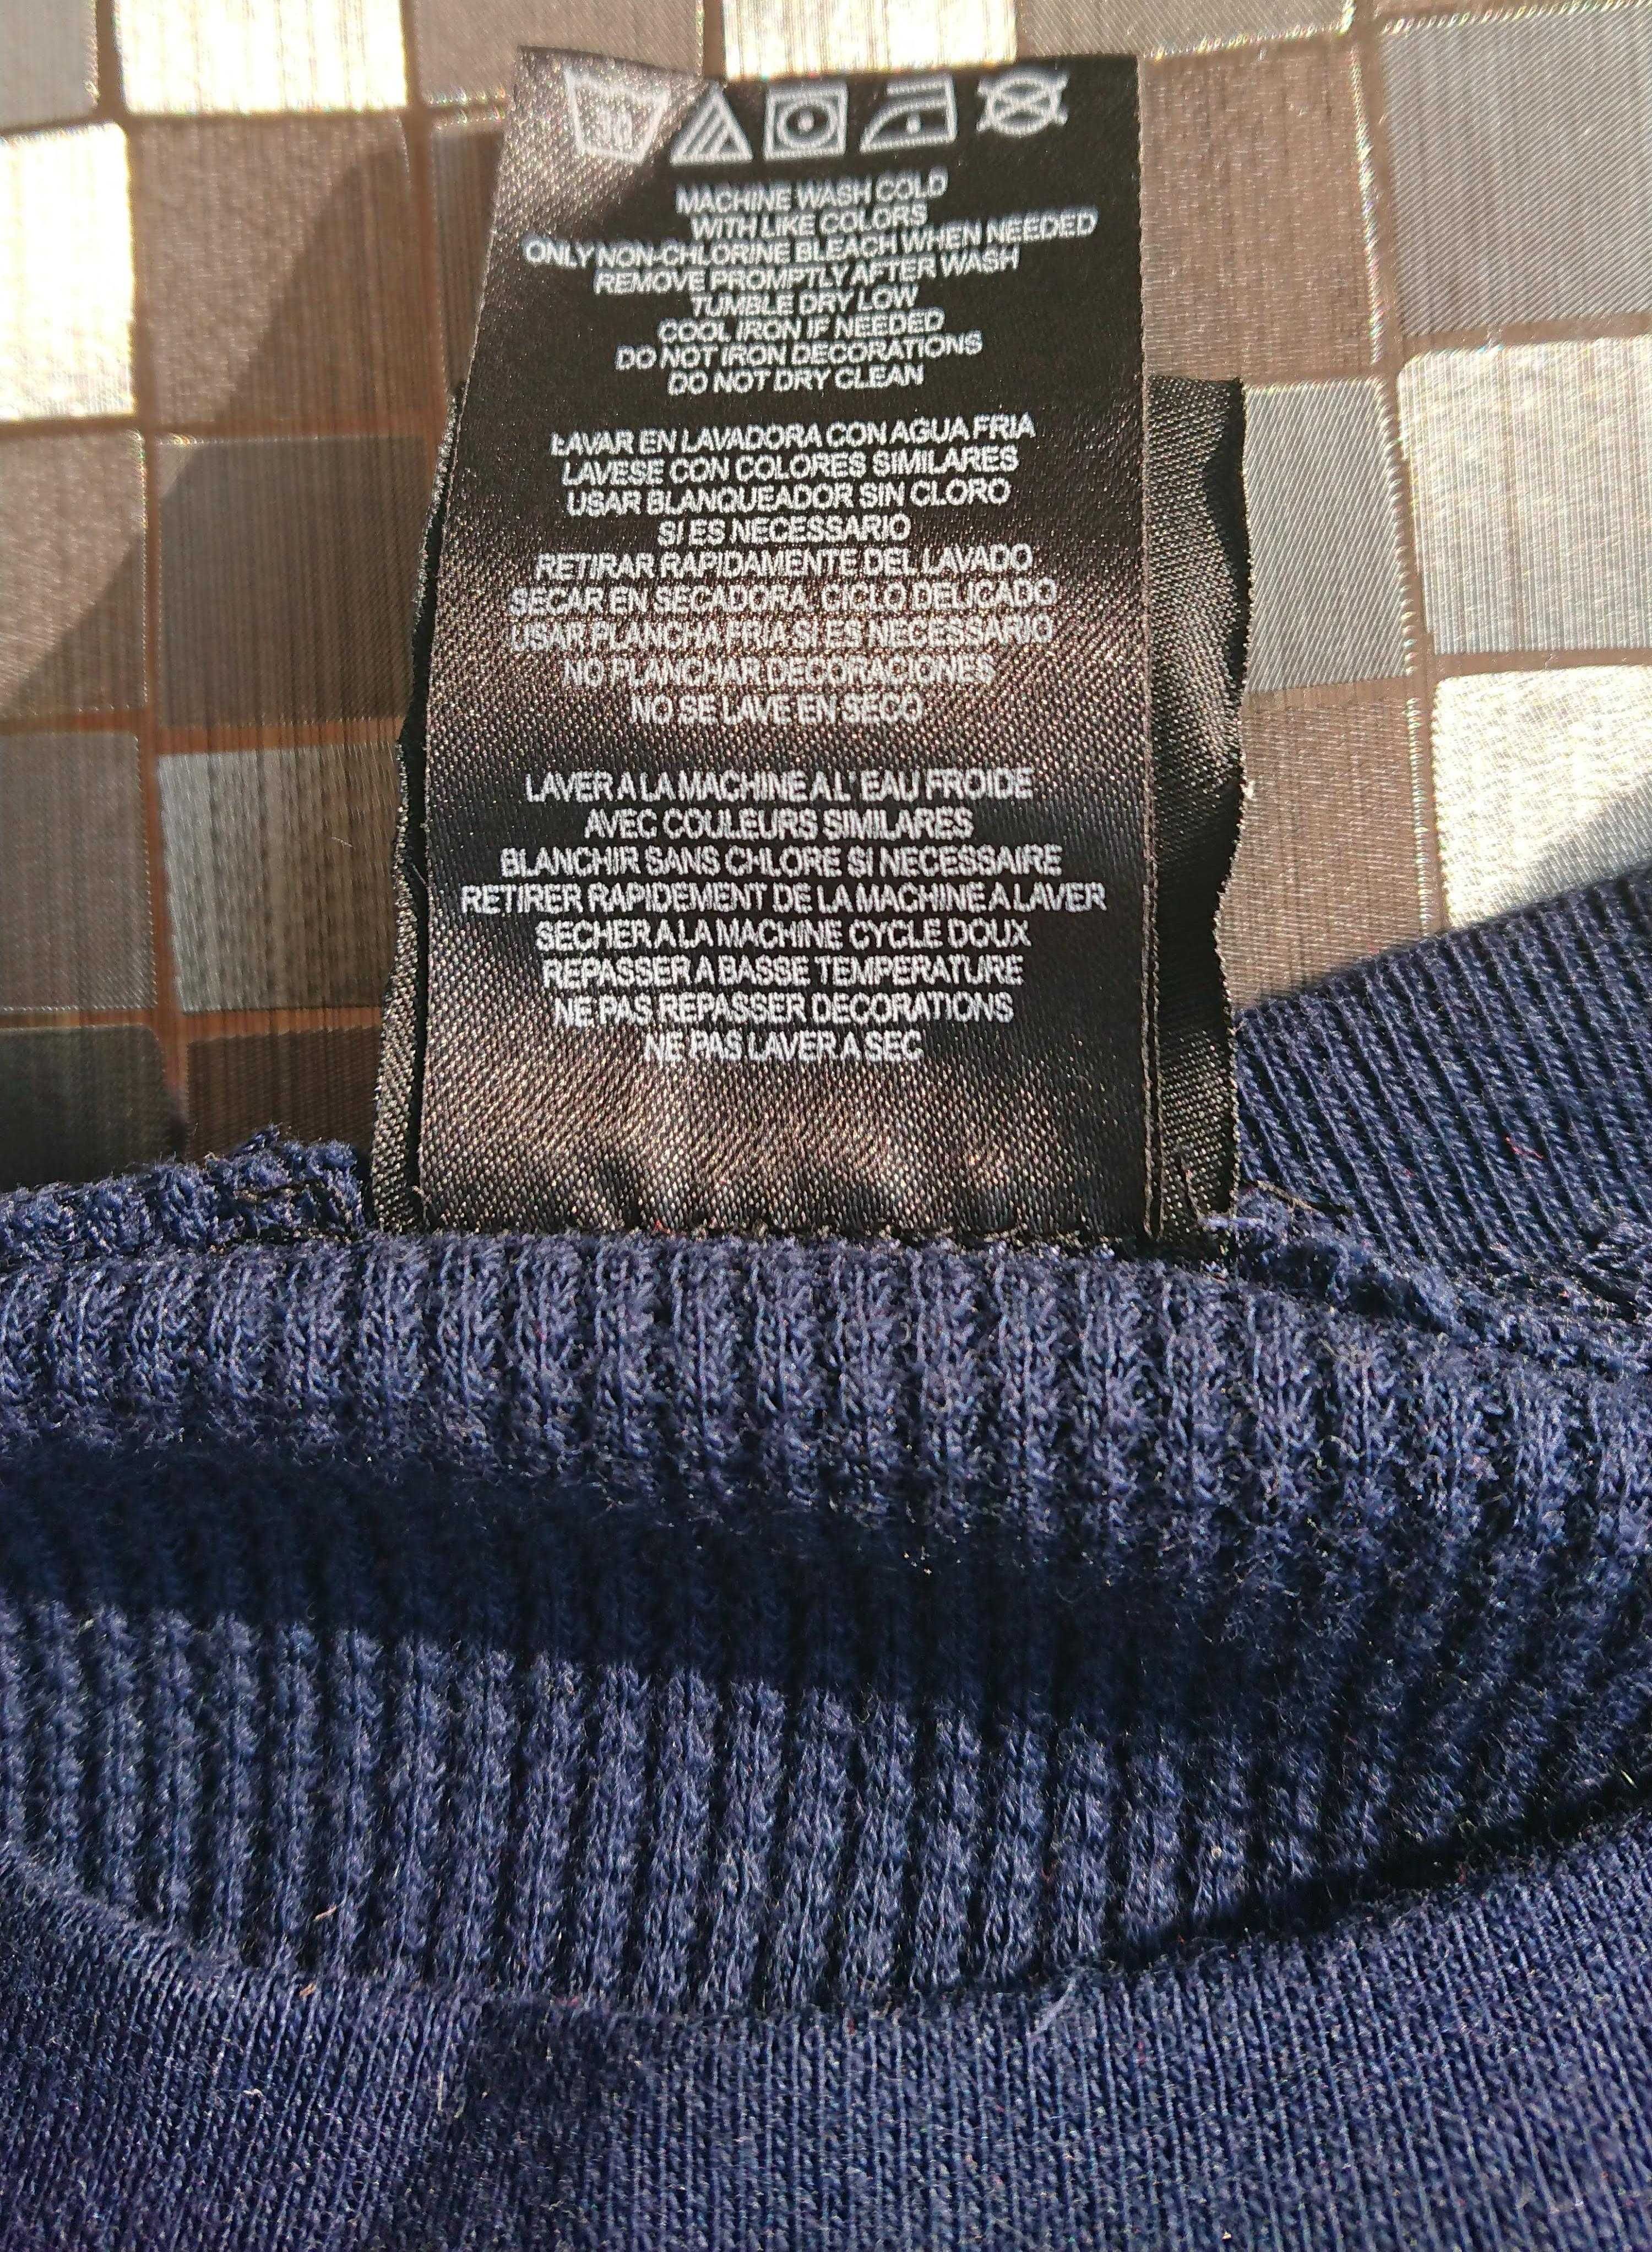 30
MACHINE WASH COLD
WITH LIKE COLORS
ONLY NON-CHLORINE BLEACH WHEN NEEDED
REMOVE PROMPTLY AFTER WASH
TUMBLE DRY LOW
COOL IRON IF NEEDED
DO NOT IRON DECORATIONS
DO NOT DRY CLEAN
LAVAR EN LAVADORA CON AGUA FRIA
LAVESE CON COLORES SIMILARES
USAR BLANQUEADOR SIN CLORO
SI ES NECESSARIO
RETIRAR RAPIDAMENTE DEL LAVADO
SECAR EN SECADORA, CICLO DELICADO
USAR PLANCHA FRIA SI ES NECESSARIO
NO PLANCHAR DECORACIONES
NO SE LAVE EN SECO
LAVER A LA MACHINE A L' EAU FROIDE
AVEC COULEURS SIMILARES
BLANCHIR SANS CHLORE SI NECESSAIRE
RETIRER RAPIDEMENT DE LA MACHINE A LAVER
SECHER A LA MACHINE CYCLE DOUX
REPASSER A BASSE TEMPERATURE
NE PAS REPASSER DECORATIONS
NE PAS LAVER A SEC